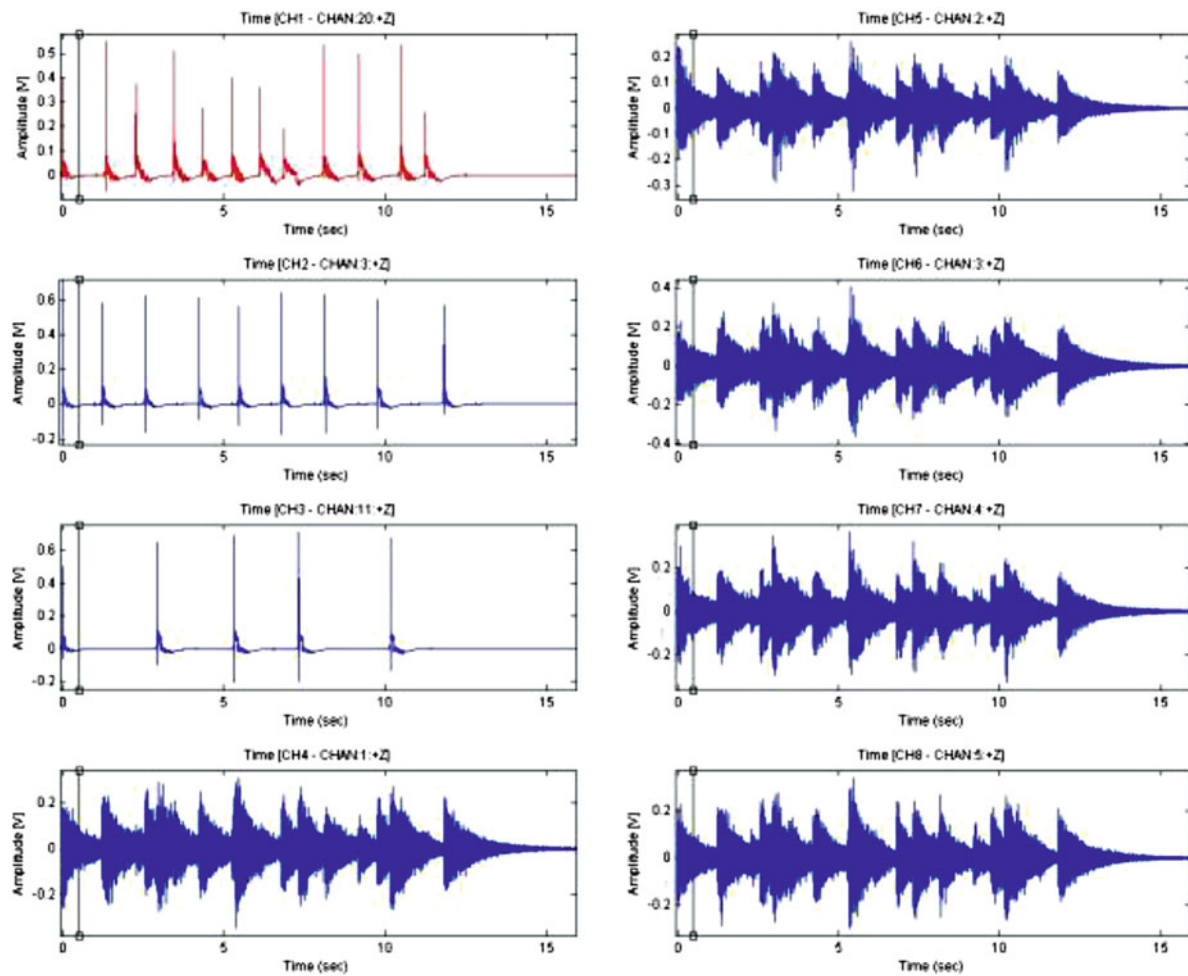 Time [CH1 - CHAN:20:+Z]
Amplitude [V]
0.5
0.4
0.3
0.2
0.1
0
0 5 10 15
Time (sec)
Time [CH2 - CHAN:3:+Z]
Amplitude [V]
0.6
0.4
0.2
0
-0.2
0 5 10 15
Time (sec)
Time [CH3 - CHAN:11:+Z]
Amplitude [V]
0.6
0.4
0.2
0
-0.2
0 5 10 15
Time (sec)
Time [CH4 - CHAN:1:+Z]
Amplitude [V]
0.2
0
-0.2
0 5 10 15
Time (sec)
Time [CH5 - CHAN:2:+Z]
Amplitude [V]
0.2
0.1
0
-0.1
-0.2
-0.3
0 5 10 15
Time (sec)
Time [CH6 - CHAN:3:+Z]
Amplitude [V]
0.4
0.2
0
-0.2
-0.4
0 5 10 15
Time (sec)
Time [CH7 - CHAN:4:+Z]
Amplitude [V]
0.2
0
-0.2
0 5 10 15
Time (sec)
Time [CH8 - CHAN:5:+Z]
Amplitude [V]
0.2
0
-0.2
0 5 10 15
Time (sec)